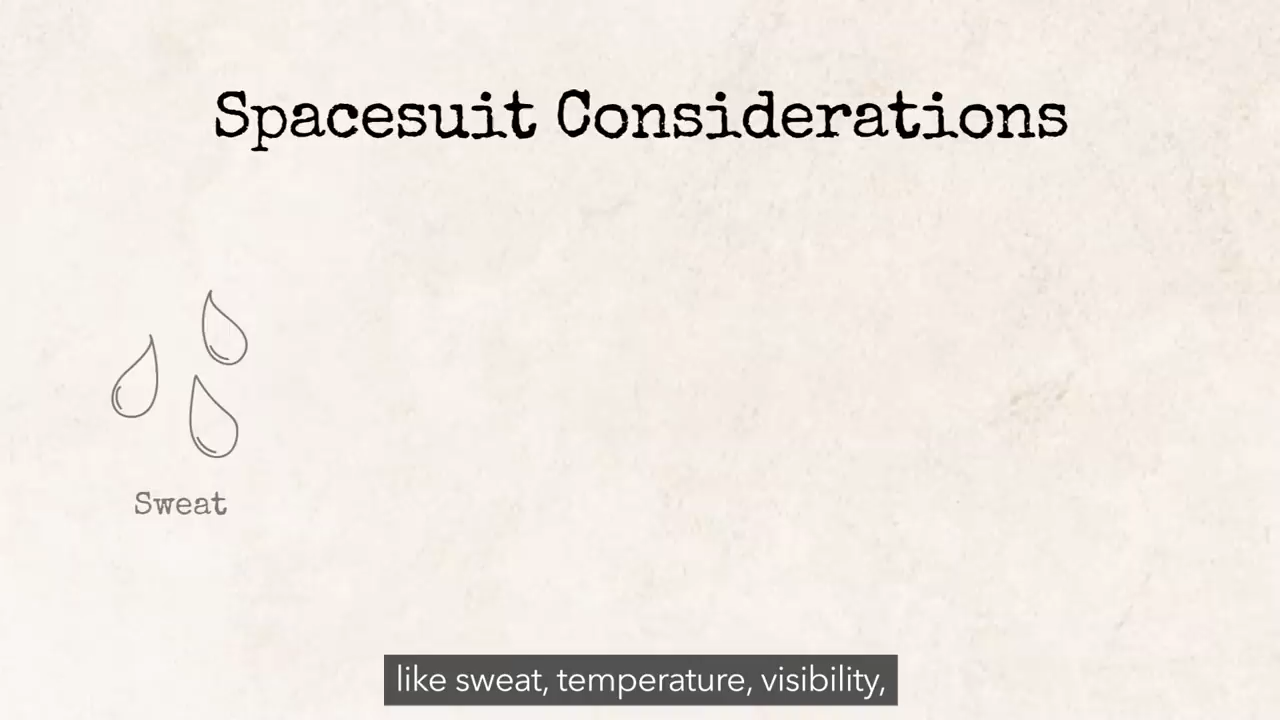 Spacesuit Considerations
Sweat
like sweat, temperature, visibility,